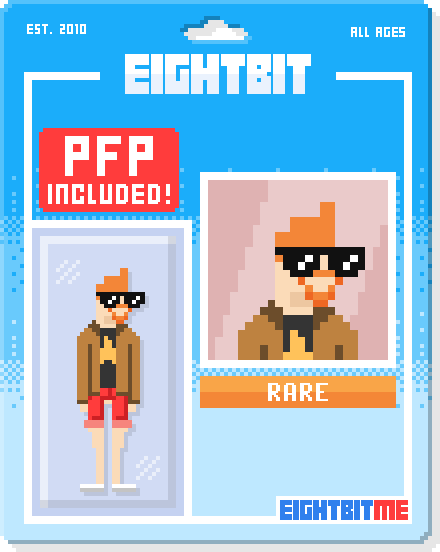 EST. 2010
ALL AGES
EIGHTBIT
PFP
INCLUDED!
RARE
EIGHTBITME